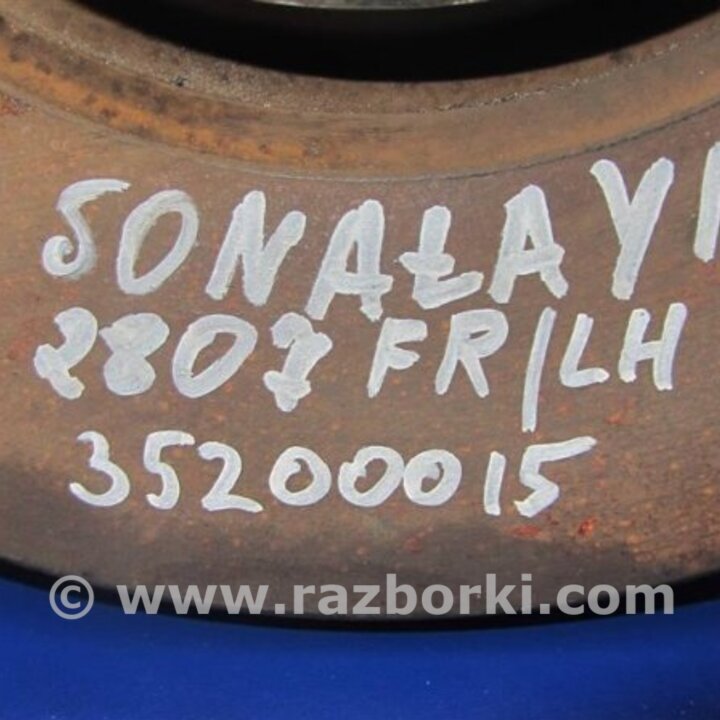 SONATA YF
2807 FR/LH
35200015
© www.razborki.com